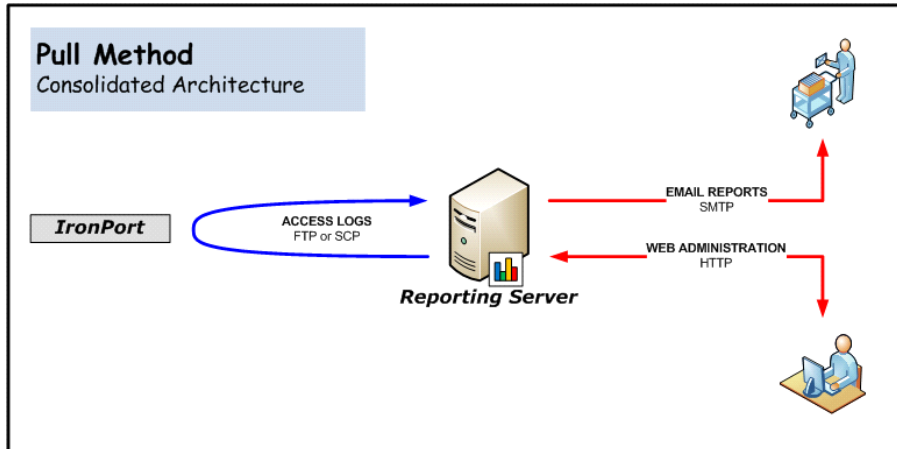 Pull Method
Consolidated Architecture
IronPort
ACCESS LOGS
FTP or SCP
Reporting Server
EMAIL REPORTS
SMTP
WEB ADMINISTRATION
HTTP